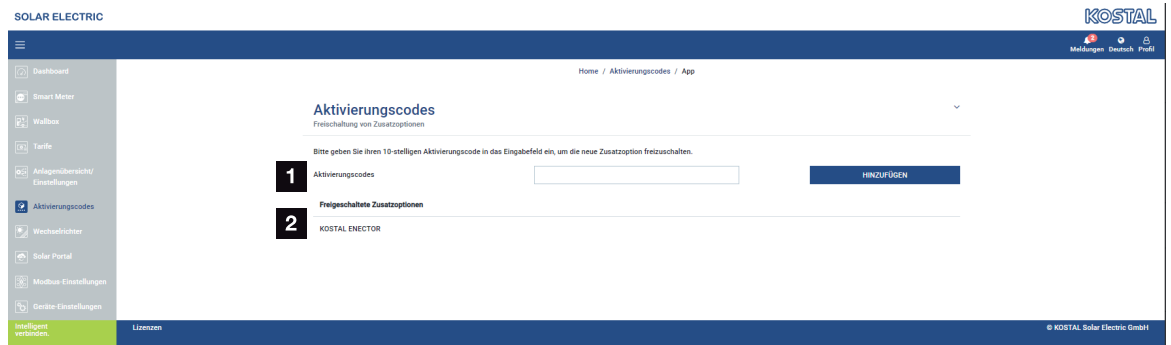 SOLAR ELECTRIC
KOSTAL
2
Meldungen Deutsch Profil
Dashboard
Smart Meter
Wallbox
Tarife
Anlagenübersicht/
Einstellungen
Aktivierungscodes
Wechselrichter
Solar Portal
Modbus-Einstellungen
Geräte-Einstellungen
Intelligent
verbinden.
Home / Aktivierungscodes / App
Aktivierungscodes
Freischaltung von Zusatzoptionen
Bitte geben Sie ihren 10-stelligen Aktivierungscode in das Eingabefeld ein, um die neue Zusatzoption freizuschalten.
1 Aktivierungscodes HINZUFÜGEN
Freigeschaltete Zusatzoptionen
2 KOSTAL ENECTOR
Lizenzen
© KOSTAL Solar Electric GmbH